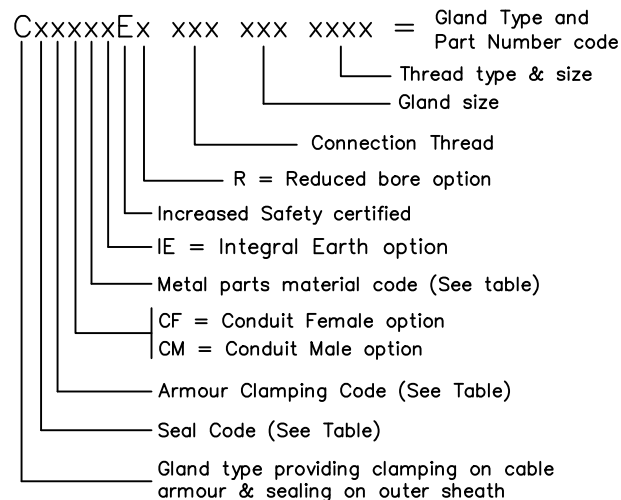 CxxxxxEx xxx xxx xxxx = Gland Type and
Part Number code
Thread type & size
Gland size
Connection Thread
R = Reduced bore option
Increased Safety certified
IE = Integral Earth option
Metal parts material code (See table)
CF = Conduit Female option
CM = Conduit Male option
Armour Clamping Code (See Table)
Seal Code (See Table)
Gland type providing clamping on cable
armour & sealing on outer sheath